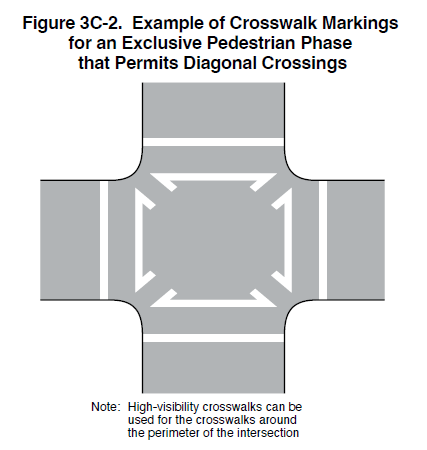 Figure 3C-2.  Example of Crosswalk Markings
for an Exclusive Pedestrian Phase
that Permits Diagonal Crossings
Note:  High-visibility crosswalks can be
used for the crosswalks around
the perimeter of the intersection